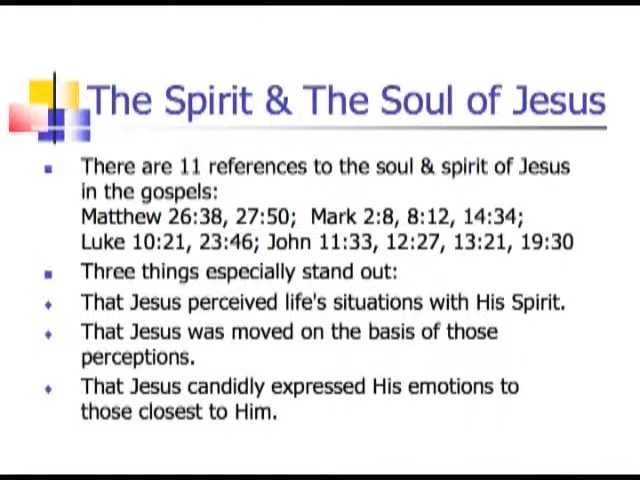 The Spirit & The Soul of Jesus
There are 11 references to the soul & spirit of Jesus
in the gospels:
Matthew 26:38, 27:50; Mark 2:8, 8:12, 14:34;
Luke 10:21, 23:46; John 11:33, 12:27, 13:21, 19:30
Three things especially stand out:
That Jesus perceived life's situations with His Spirit.
That Jesus was moved on the basis of those
perceptions.
That Jesus candidly expressed His emotions to
those closest to Him.